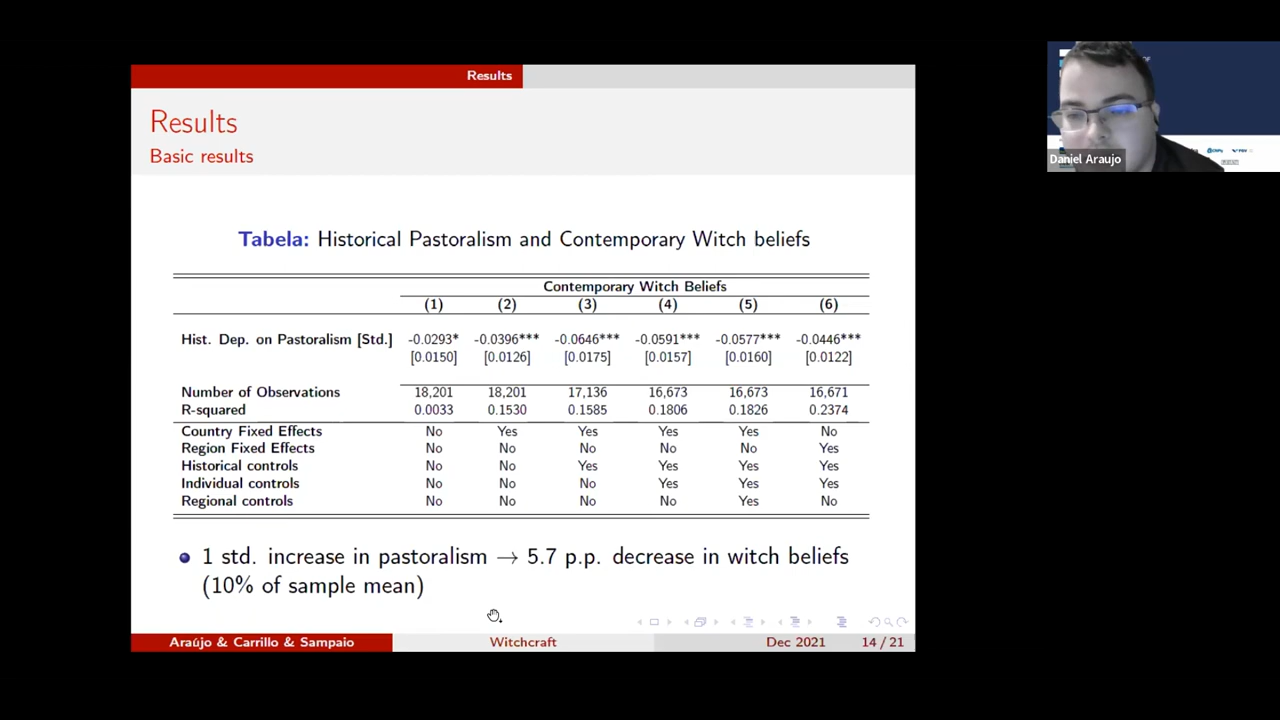 Results
Results
Basic results
Tabela: Historical Pastoralism and Contemporary Witch beliefs
Contemporary Witch Beliefs
(1) (2) (3) (4) (5) (6)
Hist. Dep. on Pastoralism [Std.] -0.0293* -0.0396*** -0.0646*** -0.0591*** -0.0577*** -0.0446***
[0.0150] [0.0126] [0.0175] [0.0157] [0.0160] [0.0122]
Number of Observations 18,201 18,201 17,136 16,673 16,673 16,671
R-squared 0.0033 0.1530 0.1585 0.1806 0.1826 0.2374
Country Fixed Effects No Yes Yes Yes Yes No
Region Fixed Effects No No No No No Yes
Historical controls No No Yes Yes Yes Yes
Individual controls No No No Yes Yes Yes
Regional controls No No No No Yes No
1 std. increase in pastoralism → 5.7 p.p. decrease in witch beliefs
(10% of sample mean)
Araújo & Carrillo & Sampaio Witchcraft Dec 2021 14 / 21
Daniel Araujo